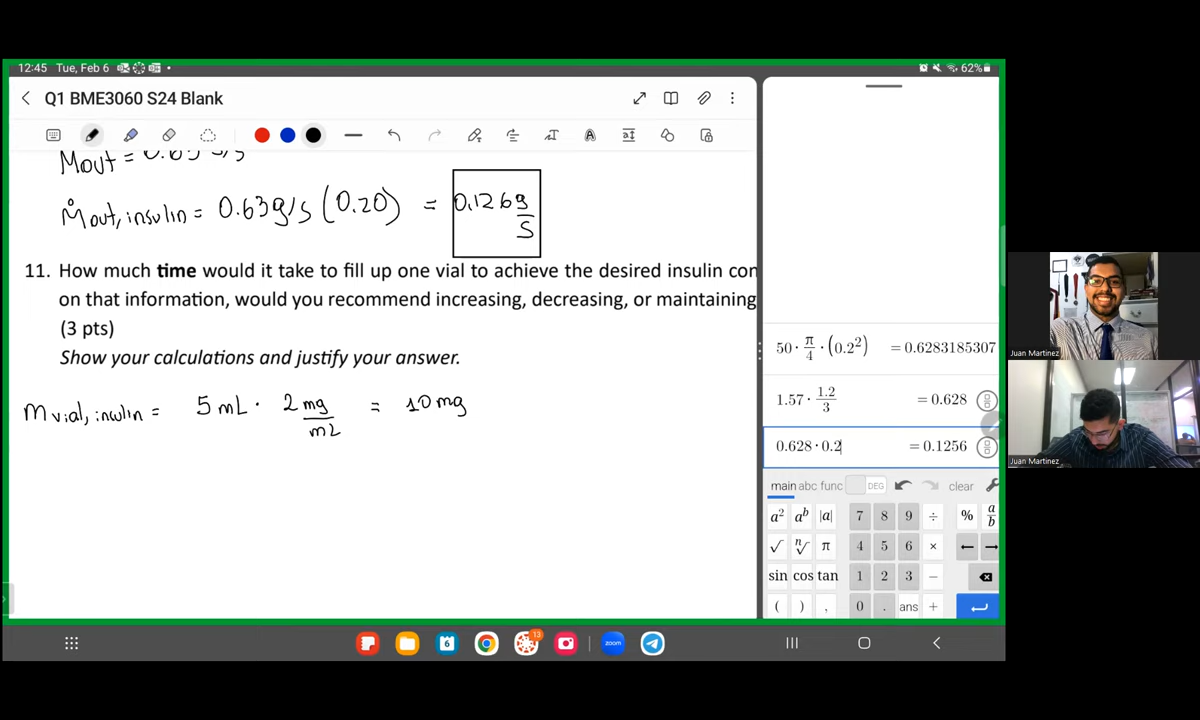 12:45 Tue, Feb 6
62%
Q1 BME3060 S24 Blank
Ṁout, insulin = 0.63g/s (0.20) = 0.126 g/s
11. How much time would it take to fill up one vial to achieve the desired insulin con
on that information, would you recommend increasing, decreasing, or maintaining
(3 pts)
Show your calculations and justify your answer.
m vial, insulin = 5 mL · 2 mg/mL = 10 mg
50 · π/4 · (0.2²) = 0.6283185307
1.57 · 1.2/3 = 0.628
0.628 · 0.2 = 0.1256
main abc func DEG clear
a² aᵇ |a| 7 8 9 ÷ % a/b
√ ⁿ√ π 4 5 6 × ← →
sin cos tan 1 2 3 −
( ) , 0 . ans +
6 13 zoom
Juan Martinez
Juan Martinez